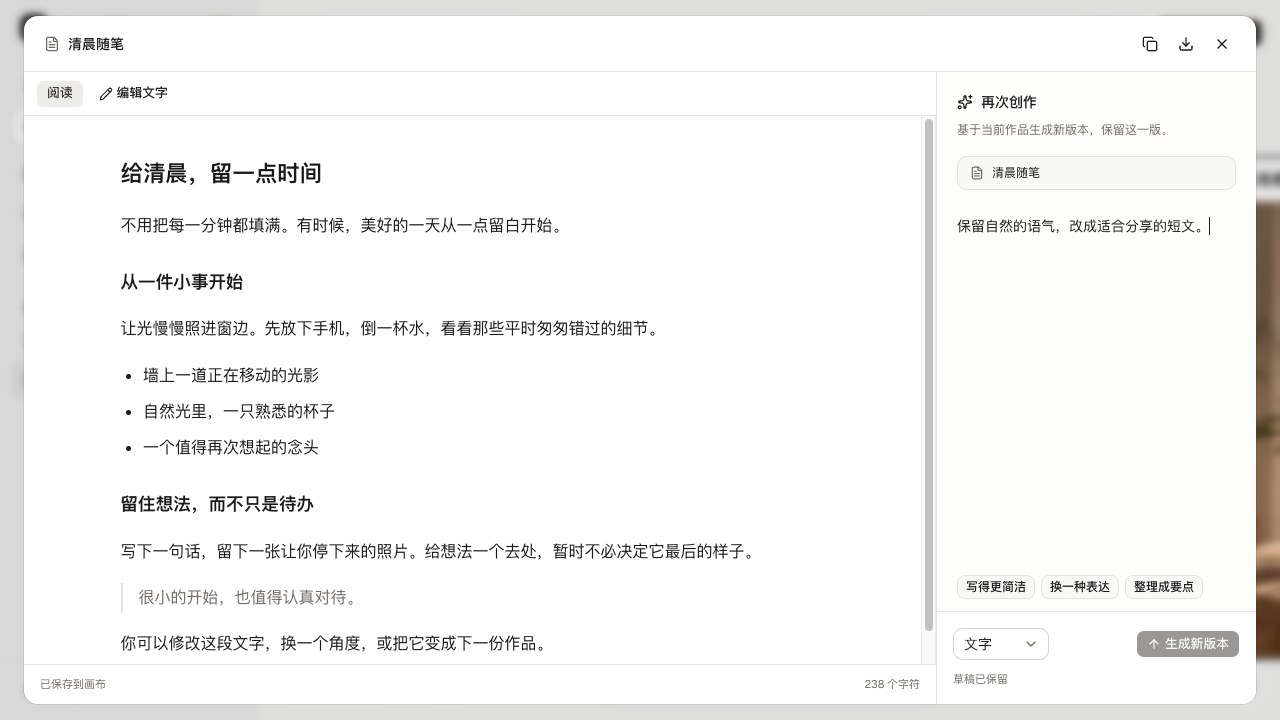 清晨随笔
阅读
编辑文字
给清晨，留一点时间
不用把每一分钟都填满。有时候，美好的一天从一点留白开始。
从一件小事开始
让光慢慢照进窗边。先放下手机，倒一杯水，看看那些平时匆匆错过的细节。
墙上一道正在移动的光影
自然光里，一只熟悉的杯子
一个值得再次想起的念头
留住想法，而不只是待办
写下一句话，留下一张让你停下来的照片。给想法一个去处，暂时不必决定它最后的样子。
很小的开始，也值得认真对待。
你可以修改这段文字，换一个角度，或把它变成下一份作品。
已保存到画布
238 个字符
再次创作
基于当前作品生成新版本，保留这一版。
清晨随笔
保留自然的语气，改成适合分享的短文。
写得更简洁
换一种表达
整理成要点
文字
生成新版本
草稿已保留